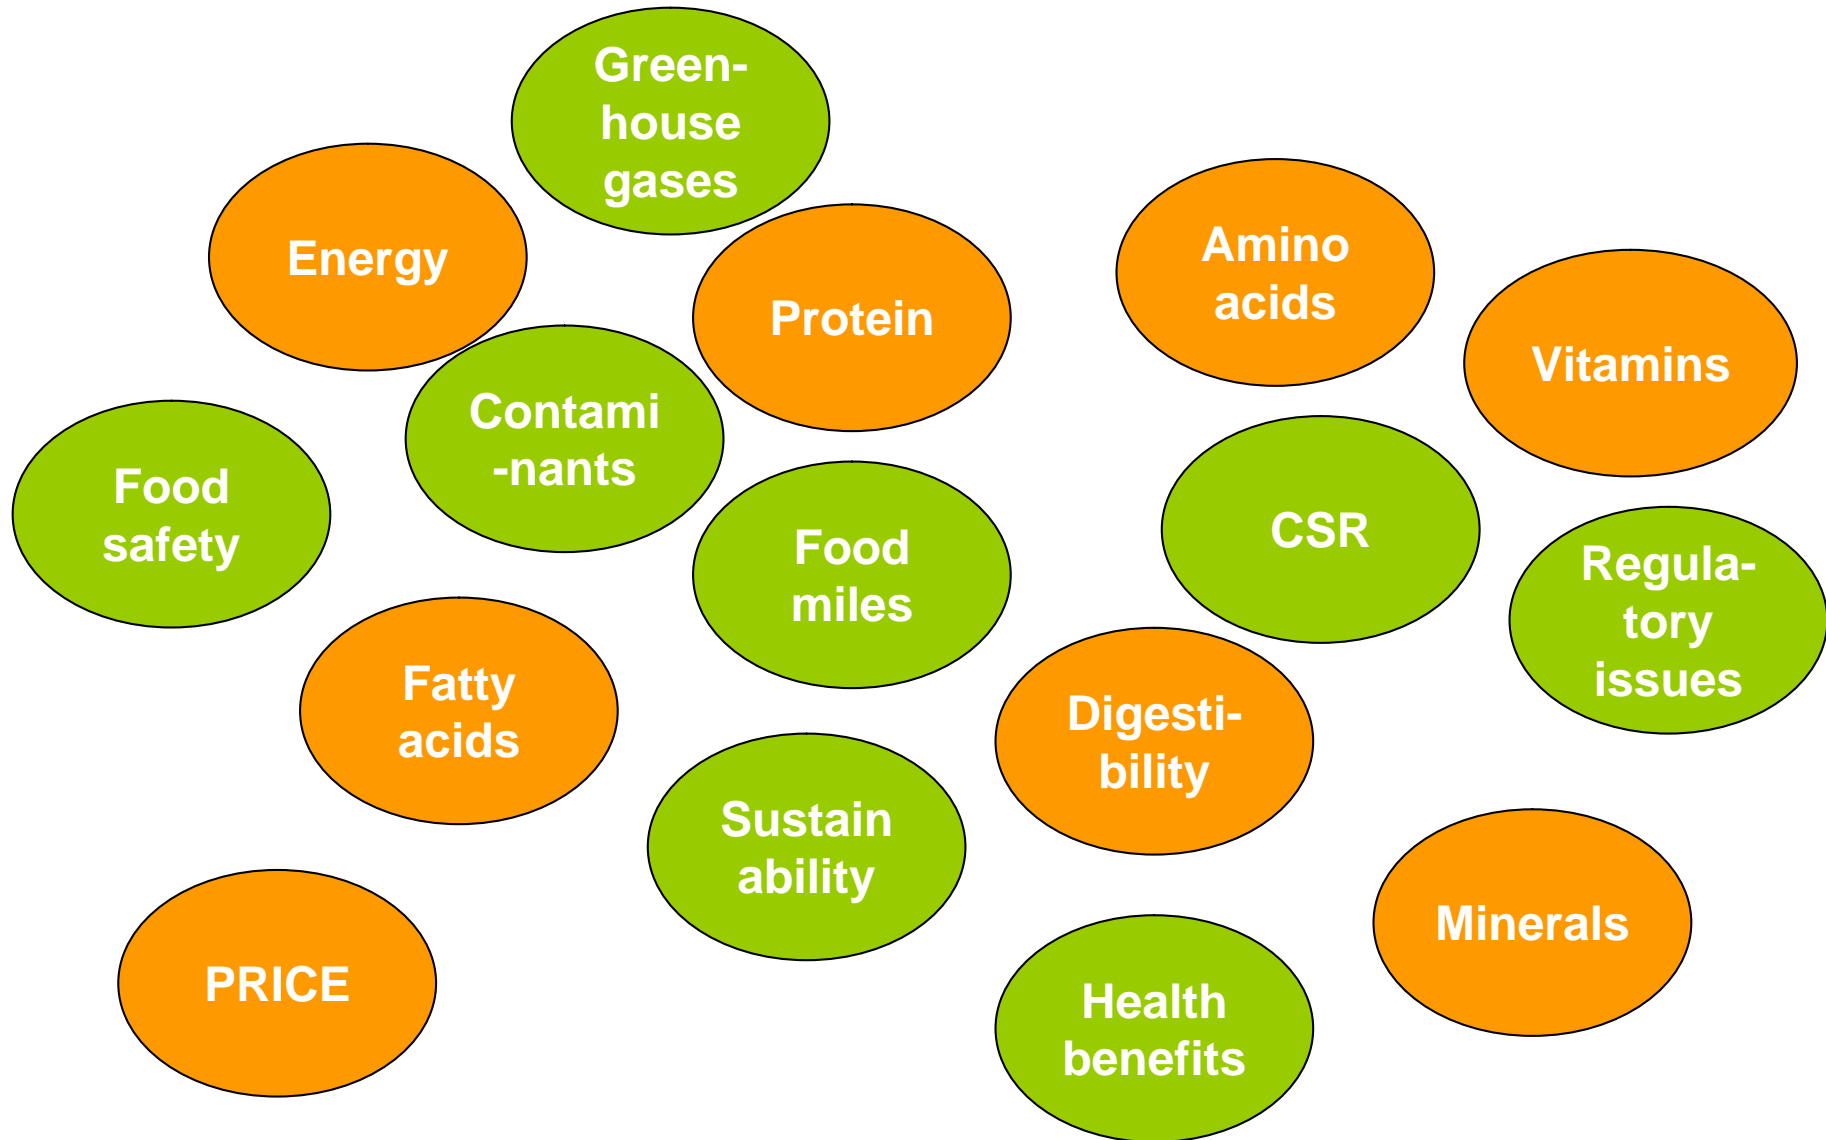 Green-
house
gases
Energy
Protein
Amino
acids
Vitamins
Contami
-nants
Food
safety
Food
miles
CSR
Regula-
tory
issues
Fatty
acids
Digesti-
bility
Sustain
ability
Minerals
PRICE
Health
benefits